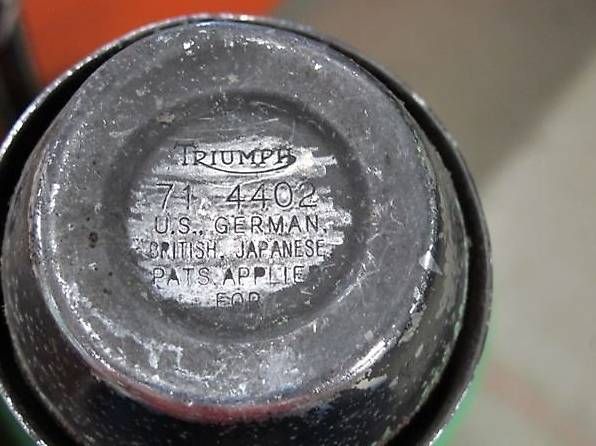 TRIUMPH
71.4402
U.S., GERMAN,
BRITISH, JAPANESE
PATS. APPLIED
FOR